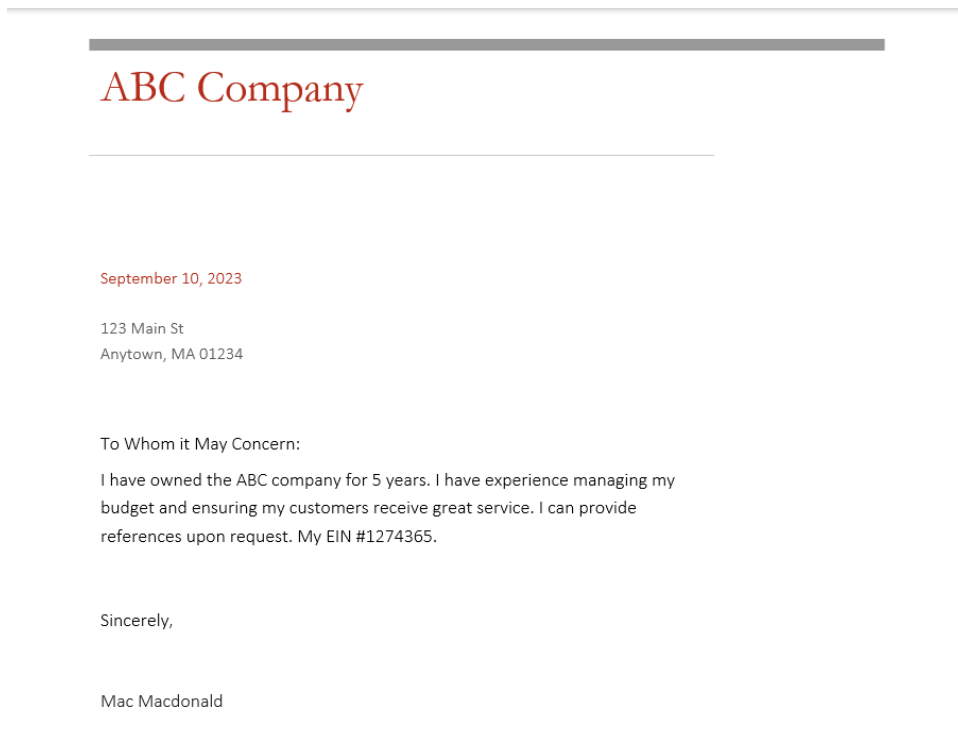 ABC Company
September 10, 2023
123 Main St
Anytown, MA 01234
To Whom it May Concern:
I have owned the ABC company for 5 years. I have experience managing my
budget and ensuring my customers receive great service. I can provide
references upon request. My EIN #1274365.
Sincerely,
Mac Macdonald